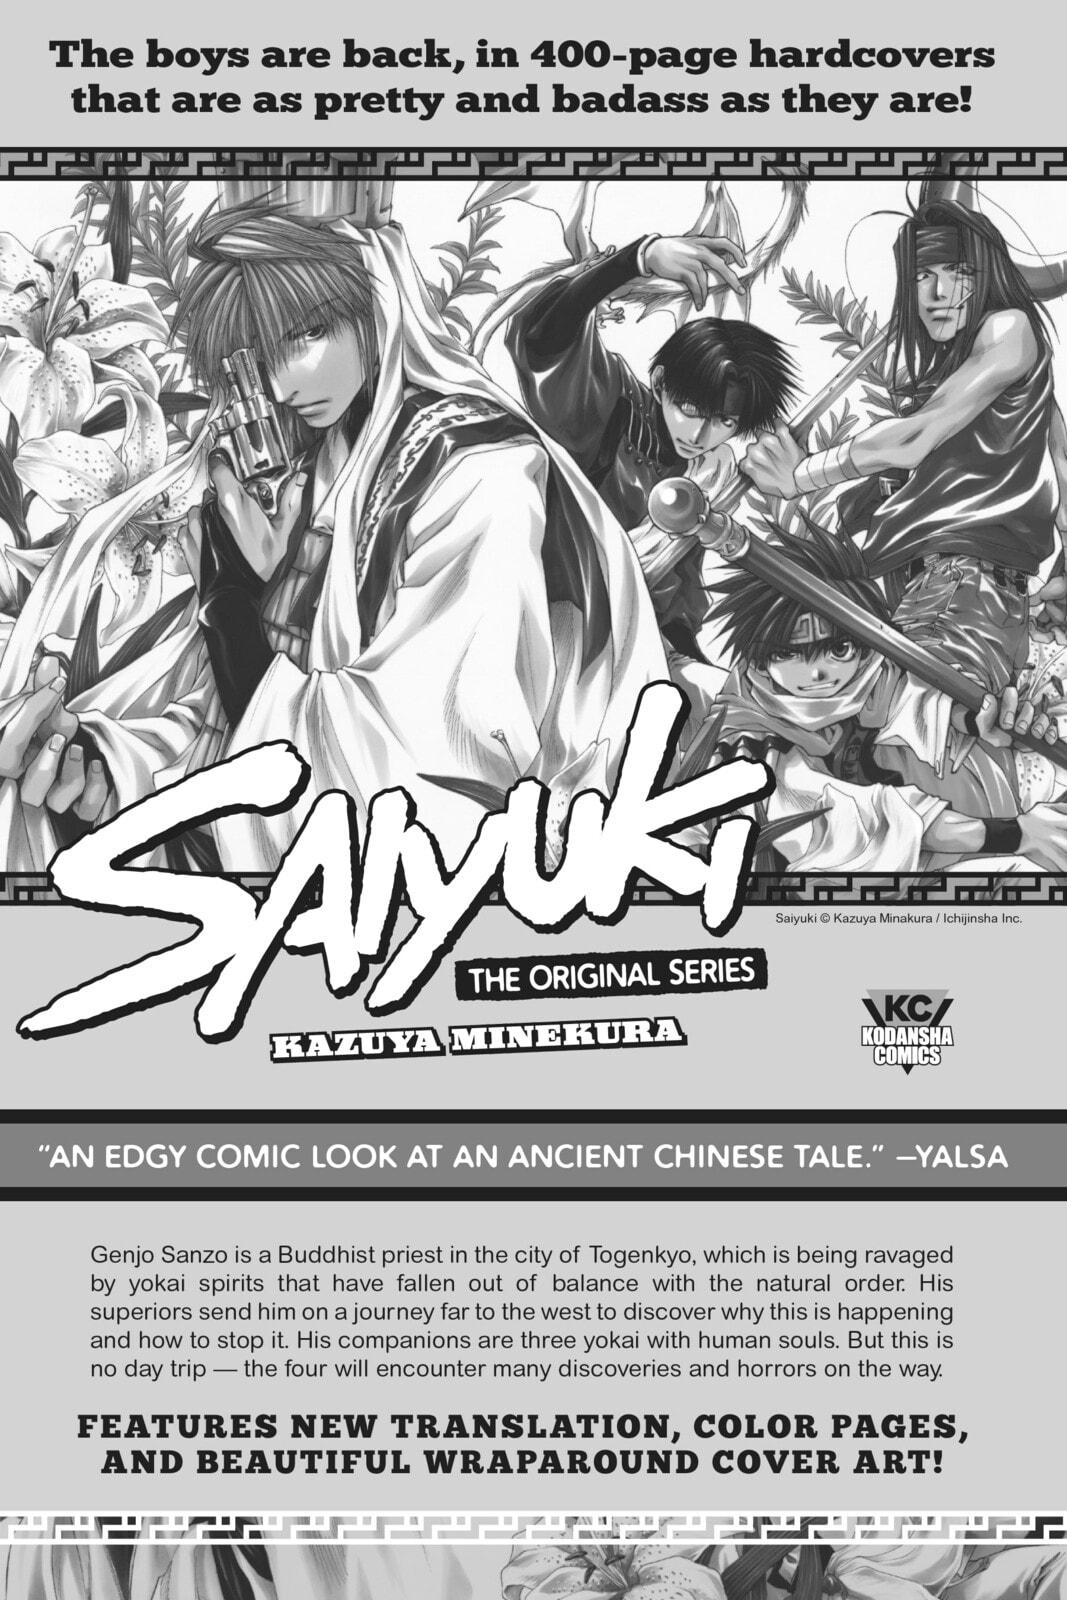 The boys are back, in 400-page hardcovers
that are as pretty and badass as they are!
SAIYUKI
Saiyuki © Kazuya Minakura / Ichijinsha Inc.
THE ORIGINAL SERIES
KAZUYA MINEKURA
KC
KODANSHA
COMICS
“AN EDGY COMIC LOOK AT AN ANCIENT CHINESE TALE.” —YALSA
Genjo Sanzo is a Buddhist priest in the city of Togenkyo, which is being ravaged
by yokai spirits that have fallen out of balance with the natural order. His
superiors send him on a journey far to the west to discover why this is happening
and how to stop it. His companions are three yokai with human souls. But this is
no day trip — the four will encounter many discoveries and horrors on the way.
FEATURES NEW TRANSLATION, COLOR PAGES,
AND BEAUTIFUL WRAPAROUND COVER ART!